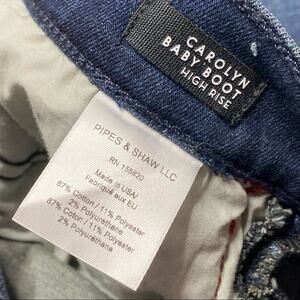 CAROLYN
BABY BOOT
HIGH RISE
PIPES & SHAW LLC
RN 158820
Made in USA/
Fabriqué aux EU
87% Cotton / 11% Polyester
2% Polyurethane
87% Coton / 11% Polyester
2% Polyuréthane